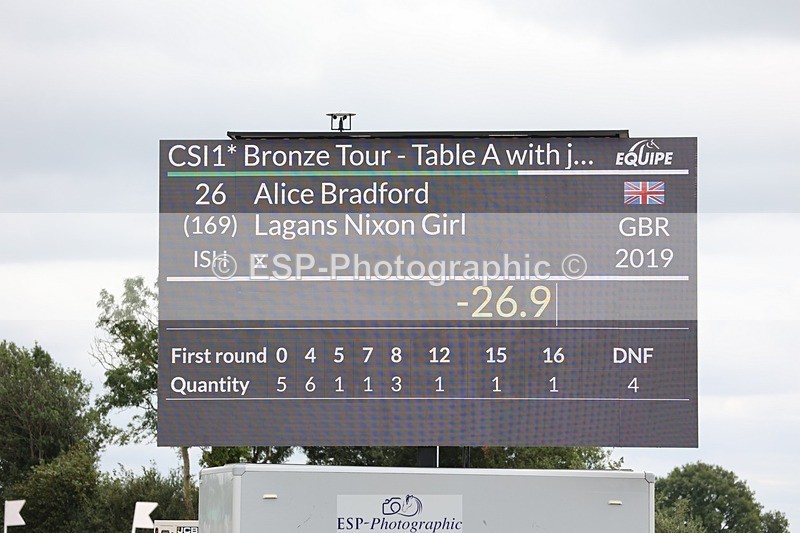 CSI1* Bronze Tour - Table A with j... EQUIPE
26 Alice Bradford
(169) Lagans Nixon Girl GBR
ISH x 2019
© ESP-Photographic ©
-26.9
First round 0 4 5 7 8 12 15 16 DNF
Quantity 5 6 1 1 3 1 1 1 4
ESP-Photographic
JCB